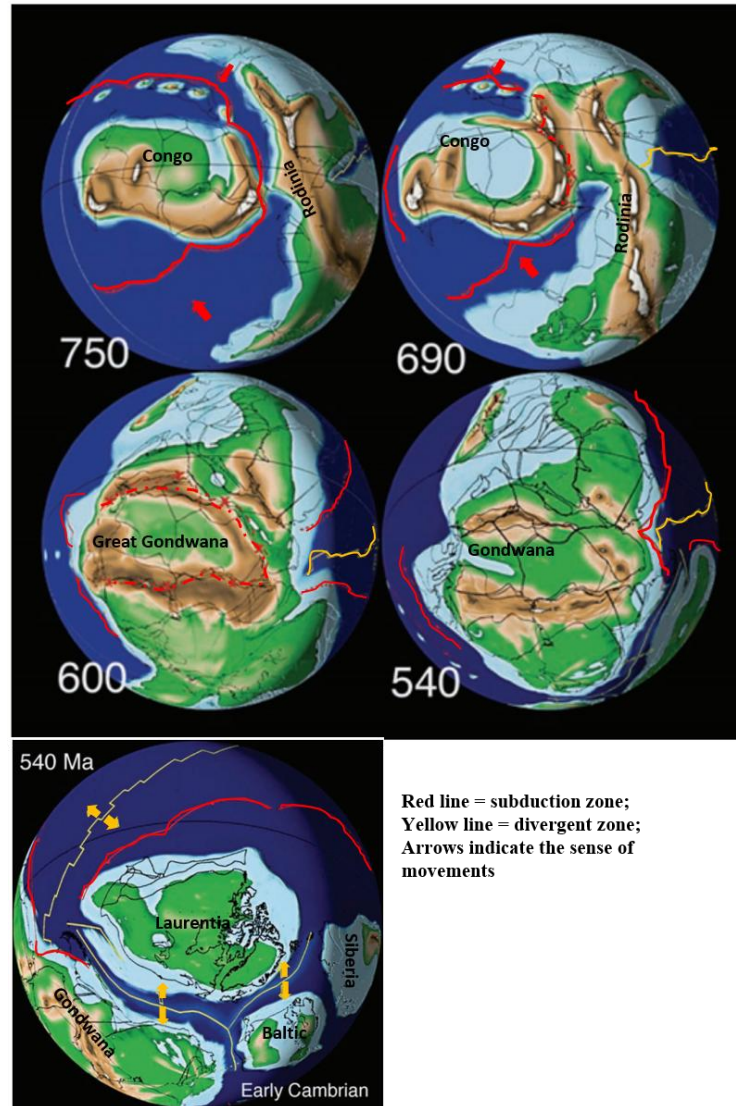 Congo
Rodinia
750
Congo
Rodinia
690
Great Gondwana
600
Gondwana
540
540 Ma
Laurentia
Siberia
Gondwana
Baltic
Early Cambrian
Red line = subduction zone;
Yellow line = divergent zone;
Arrows indicate the sense of
movements